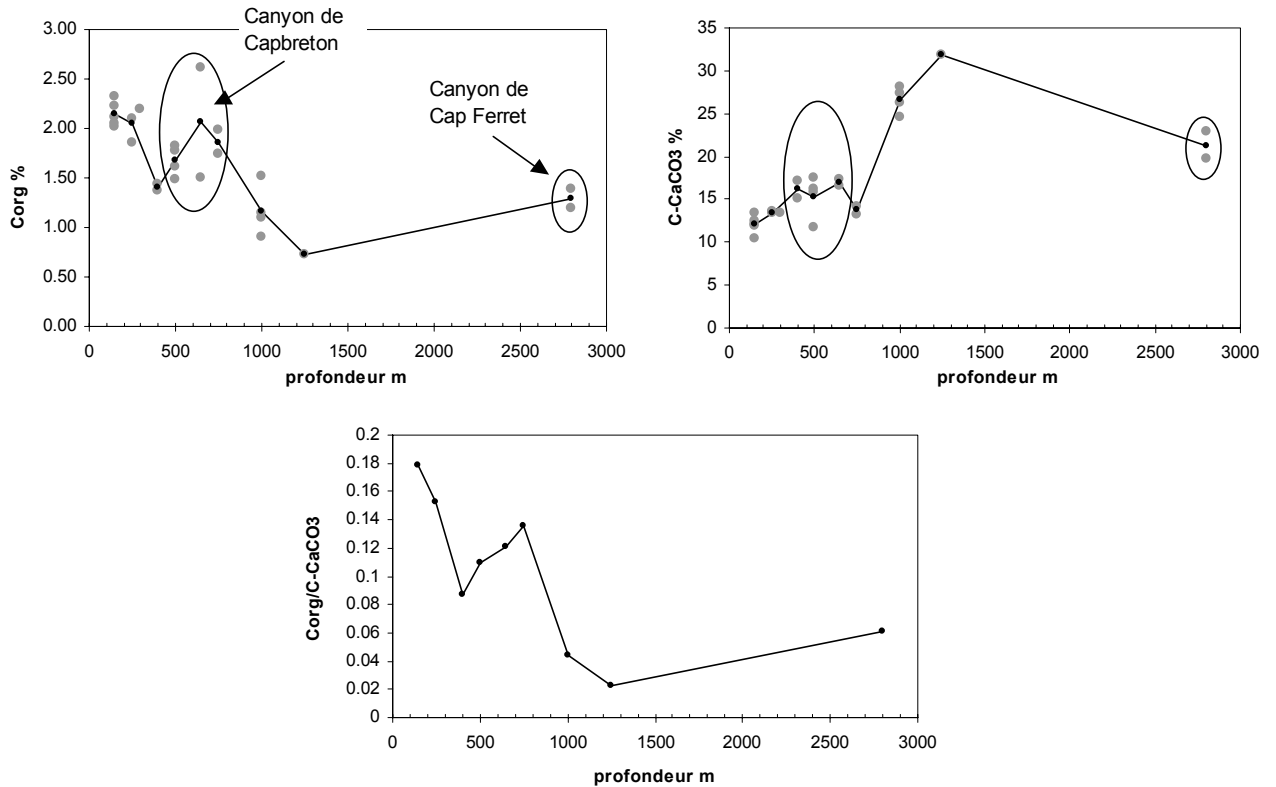 Canyon de
Capbreton
Canyon de
Cap Ferret
Corg %
3.00
2.50
2.00
1.50
1.00
0.50
0.00
0 500 1000 1500 2000 2500 3000
profondeur m
C-CaCO3 %
35
30
25
20
15
10
5
0
0 500 1000 1500 2000 2500 3000
profondeur m
Corg/C-CaCO3
0.2
0.18
0.16
0.14
0.12
0.1
0.08
0.06
0.04
0.02
0
0 500 1000 1500 2000 2500 3000
profondeur m